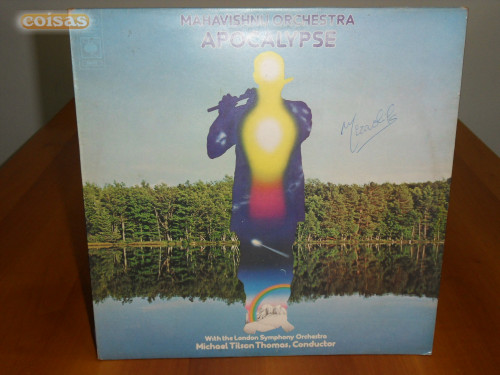 coisas
MAHAVISHNU ORCHESTRA
APOCALYPSE
With the London Symphony Orchestra
Michael Tilson Thomas, Conductor